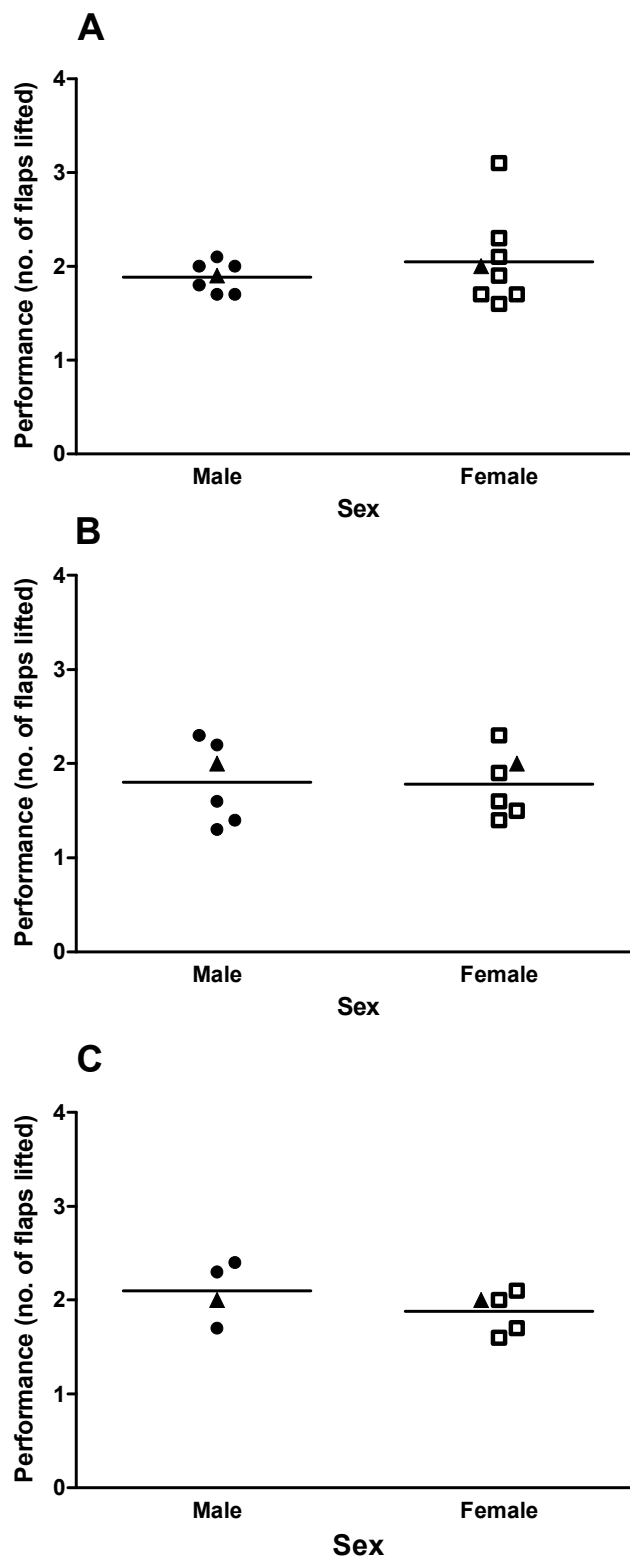 A
Performance (no. of flaps lifted)
4
3
2
1
0
Male Female
Sex
B
Performance (no. of flaps lifted)
4
3
2
1
0
Male Female
Sex
C
Performance (no. of flaps lifted)
4
3
2
1
0
Male Female
Sex